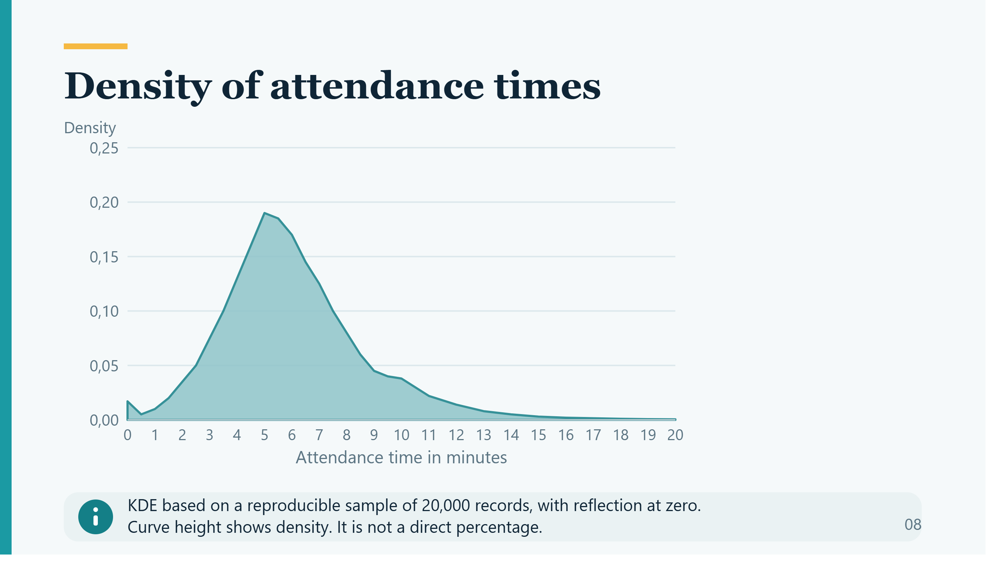 Density of attendance times
Density
0,25
0,20
0,15
0,10
0,05
0,00
0 1 2 3 4 5 6 7 8 9 10 11 12 13 14 15 16 17 18 19 20
Attendance time in minutes
KDE based on a reproducible sample of 20,000 records, with reflection at zero.
Curve height shows density. It is not a direct percentage.
08